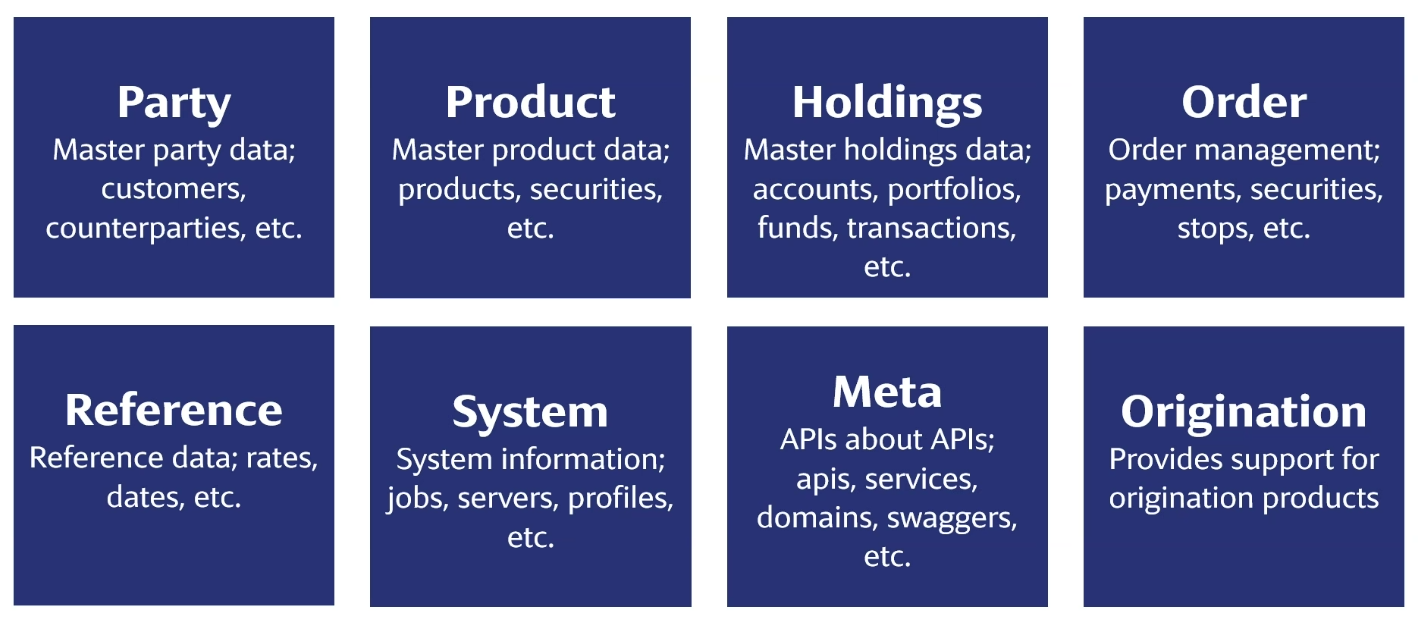 Party
Master party data;
customers,
counterparties, etc.
Product
Master product data;
products, securities,
etc.
Holdings
Master holdings data;
accounts, portfolios,
funds, transactions,
etc.
Order
Order management;
payments, securities,
stops, etc.
Reference
Reference data; rates,
dates, etc.
System
System information;
jobs, servers, profiles,
etc.
Meta
APIs about APIs;
apis, services,
domains, swaggers,
etc.
Origination
Provides support for
origination products